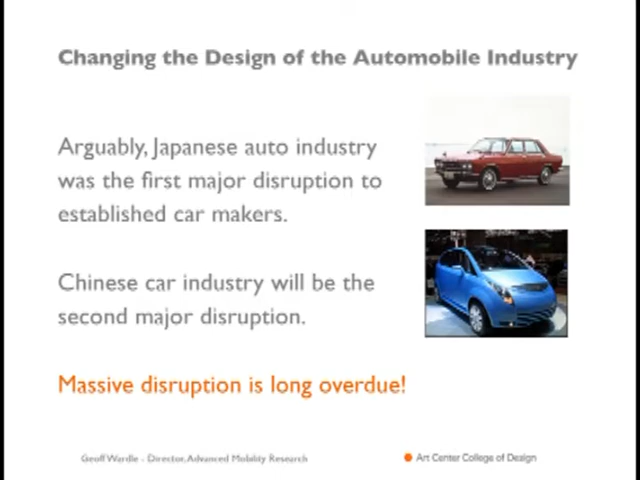 Changing the Design of the Automobile Industry
Arguably, Japanese auto industry
was the first major disruption to
established car makers.
Chinese car industry will be the
second major disruption.
Massive disruption is long overdue!
Geoff Wardle - Director, Advanced Mobility Research
Art Center College of Design